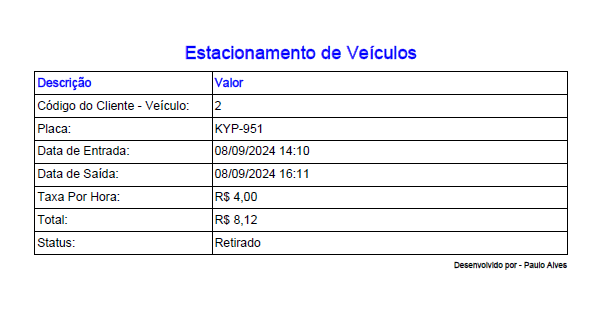 Estacionamento de Veículos
Descrição Valor
Código do Cliente - Veículo: 2
Placa: KYP-951
Data de Entrada: 08/09/2024 14:10
Data de Saída: 08/09/2024 16:11
Taxa Por Hora: R$ 4,00
Total: R$ 8,12
Status: Retirado
Desenvolvido por - Paulo Alves